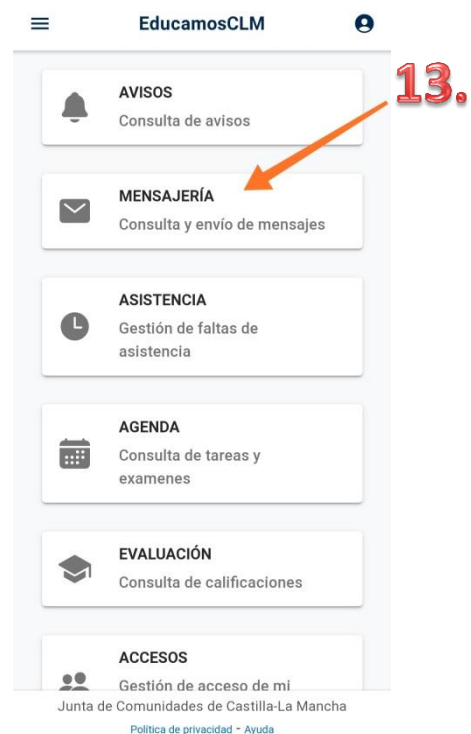 EducamosCLM
13.
AVISOS
Consulta de avisos
MENSAJERÍA
Consulta y envío de mensajes
ASISTENCIA
Gestión de faltas de
asistencia
AGENDA
Consulta de tareas y
examenes
EVALUACIÓN
Consulta de calificaciones
ACCESOS
Gestión de acceso de mi
Junta de Comunidades de Castilla-La Mancha
Política de privacidad - Ayuda